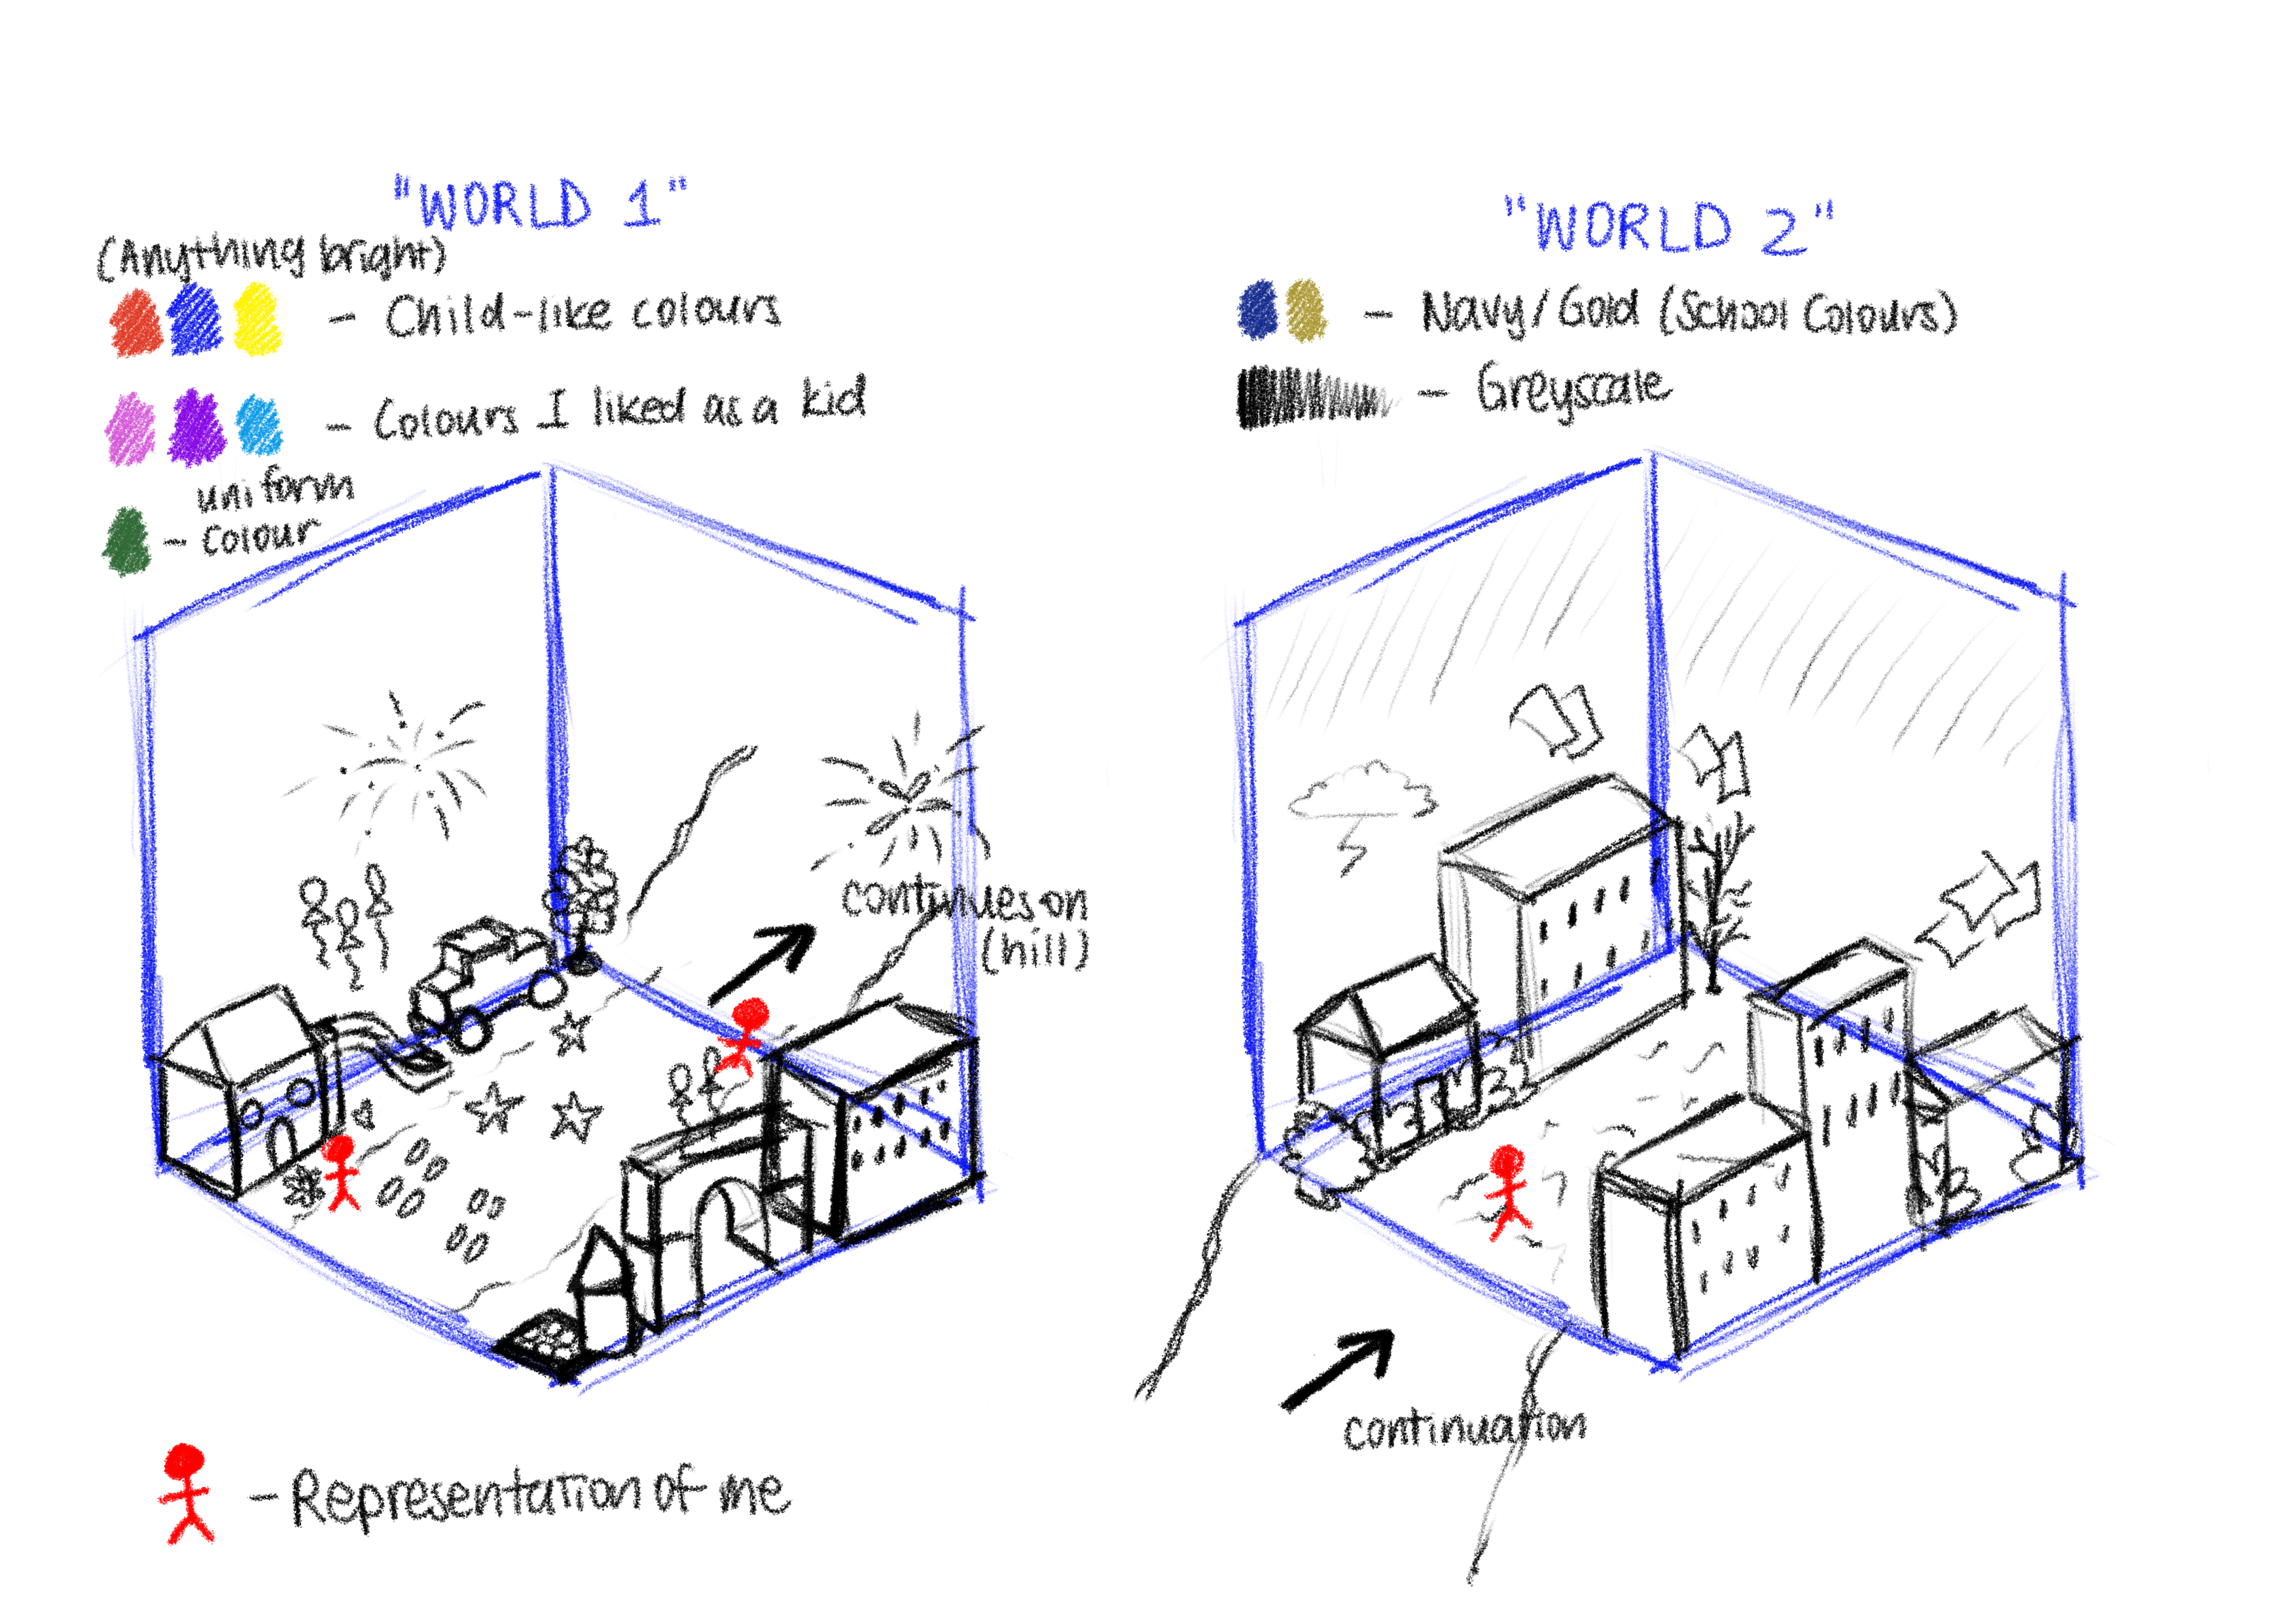 "WORLD 1"
(Anything bright)
- Child-like colours
- Colours I liked as a kid
uniform
- colour
continues on
(hill)
- Representation of me
"WORLD 2"
- Navy/Gold (School Colours)
- Greyscale
continuation